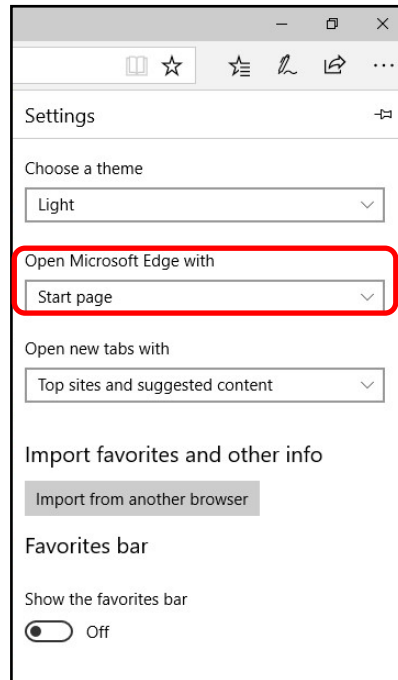 Settings
Choose a theme
Light
Open Microsoft Edge with
Start page
Open new tabs with
Top sites and suggested content
Import favorites and other info
Import from another browser
Favorites bar
Show the favorites bar
Off